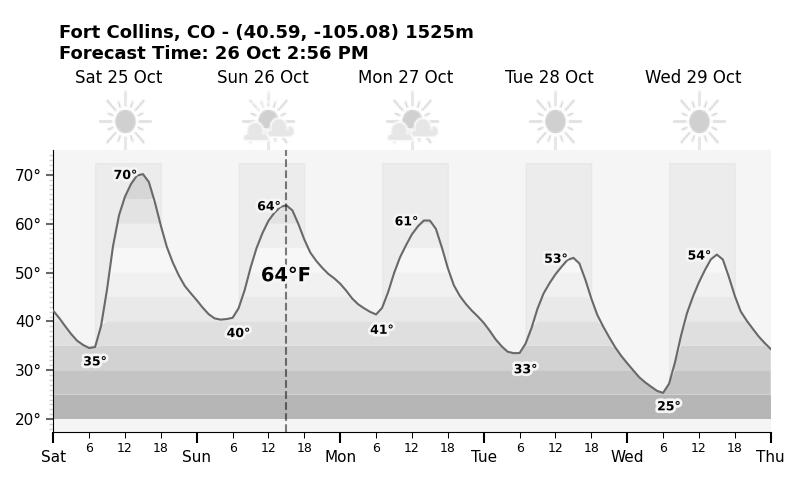 Fort Collins, CO - (40.59, -105.08) 1525m
Forecast Time: 26 Oct 2:56 PM
Sat 25 Oct Sun 26 Oct Mon 27 Oct Tue 28 Oct Wed 29 Oct
70°
70°
64°
61°
60°
53°
54°
50°
64°F
40°
40°
41°
35°
33°
30°
25°
20°
6 12 18 6 12 18 6 12 18 6 12 18 6 12 18
Sat Sun Mon Tue Wed Thu